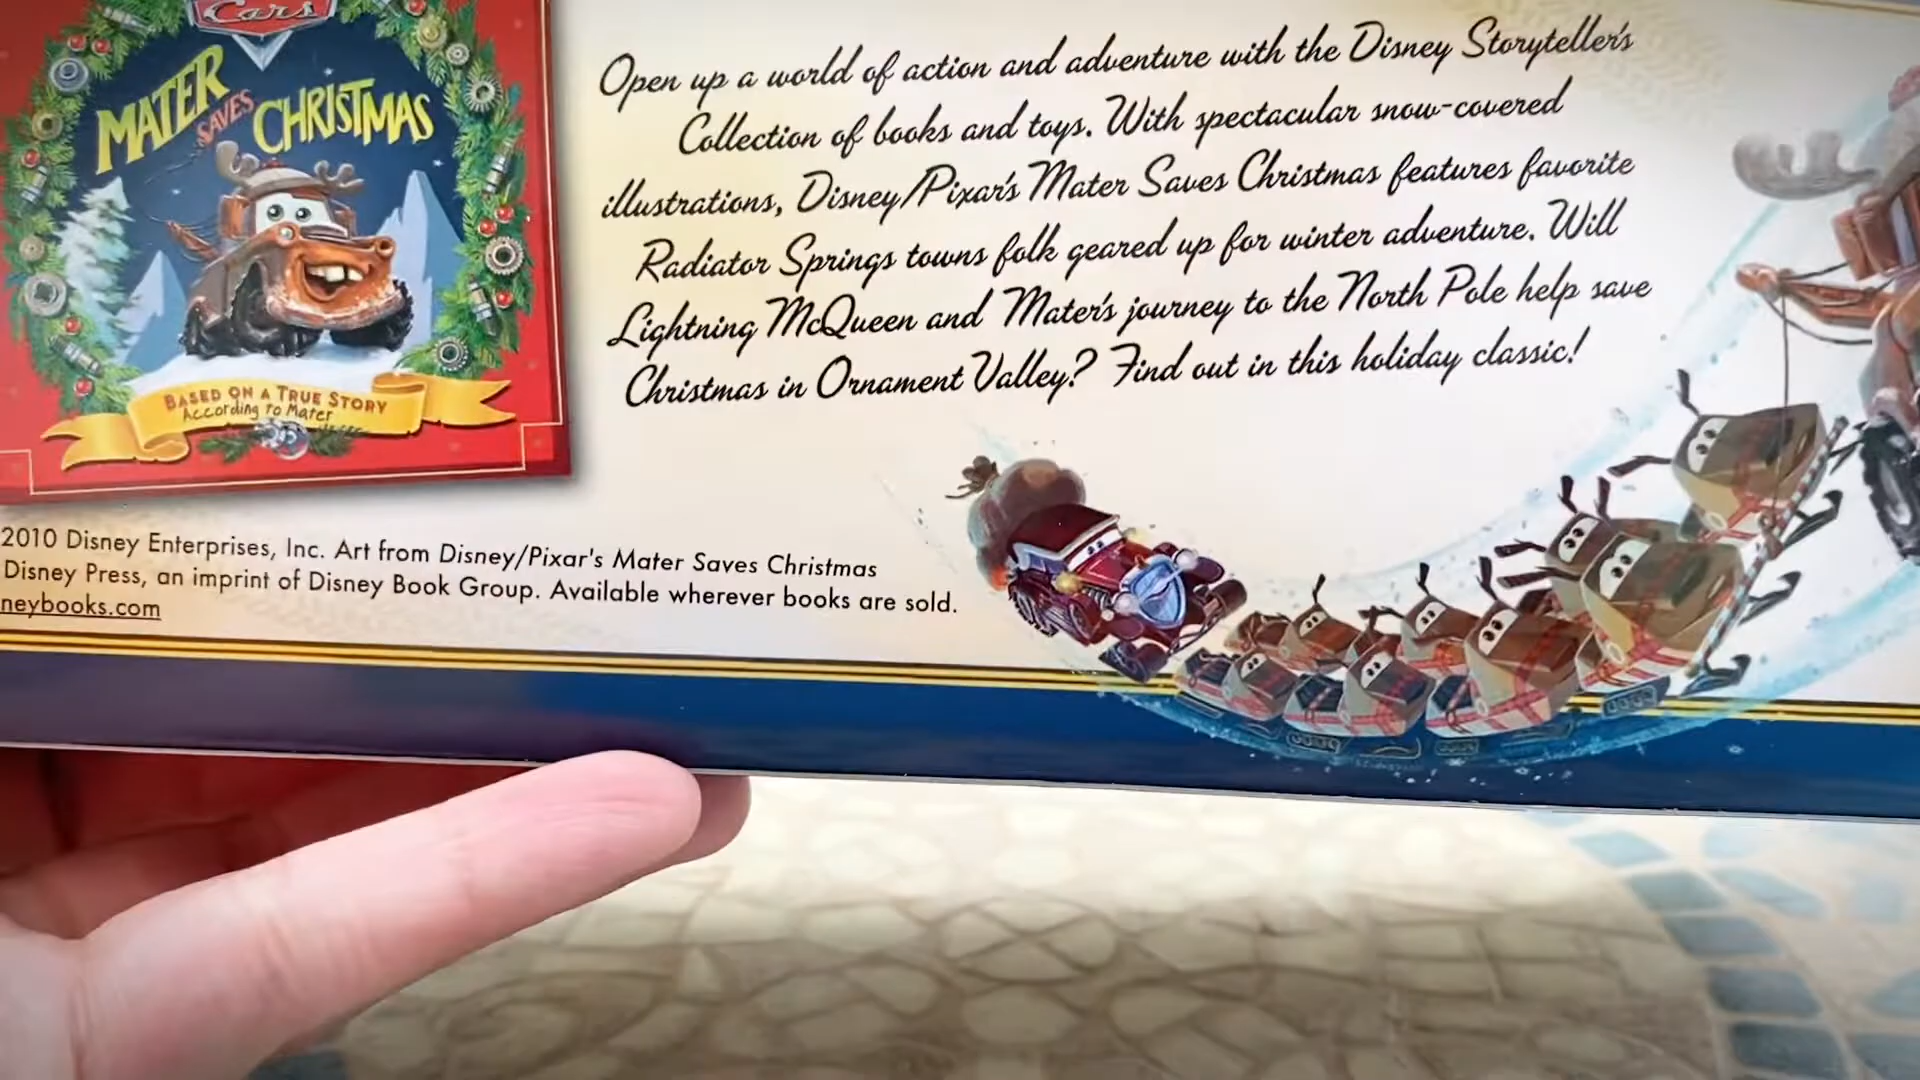 Cars
MATER
SAVES
CHRISTMAS
BASED ON A TRUE STORY
According to Mater
Open up a world of action and adventure with the Disney Storyteller's
Collection of books and toys. With spectacular snow-covered
illustrations, Disney/Pixar's Mater Saves Christmas features favorite
Radiator Springs towns folk geared up for winter adventure. Will
Lightning McQueen and Mater's journey to the North Pole help save
Christmas in Ornament Valley? Find out in this holiday classic!
2010 Disney Enterprises, Inc. Art from Disney/Pixar's Mater Saves Christmas
Disney Press, an imprint of Disney Book Group. Available wherever books are sold.
neybooks.com